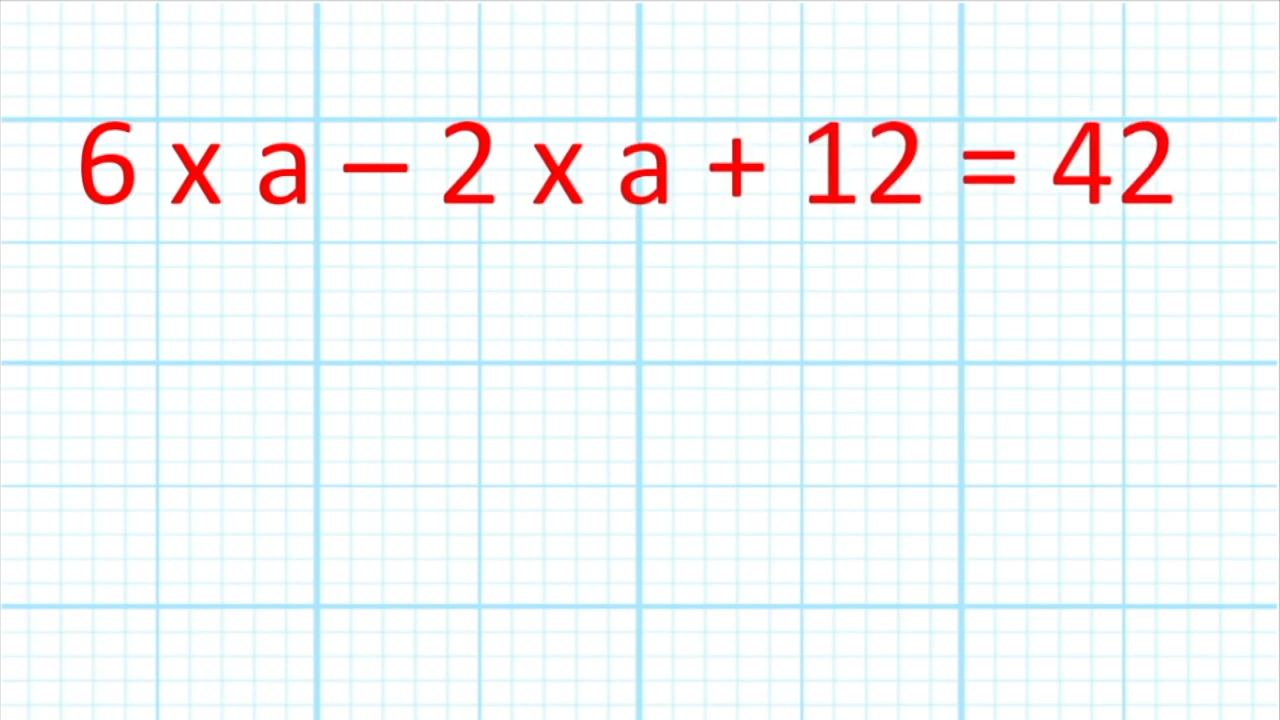 6 x a – 2 x a + 12 = 42